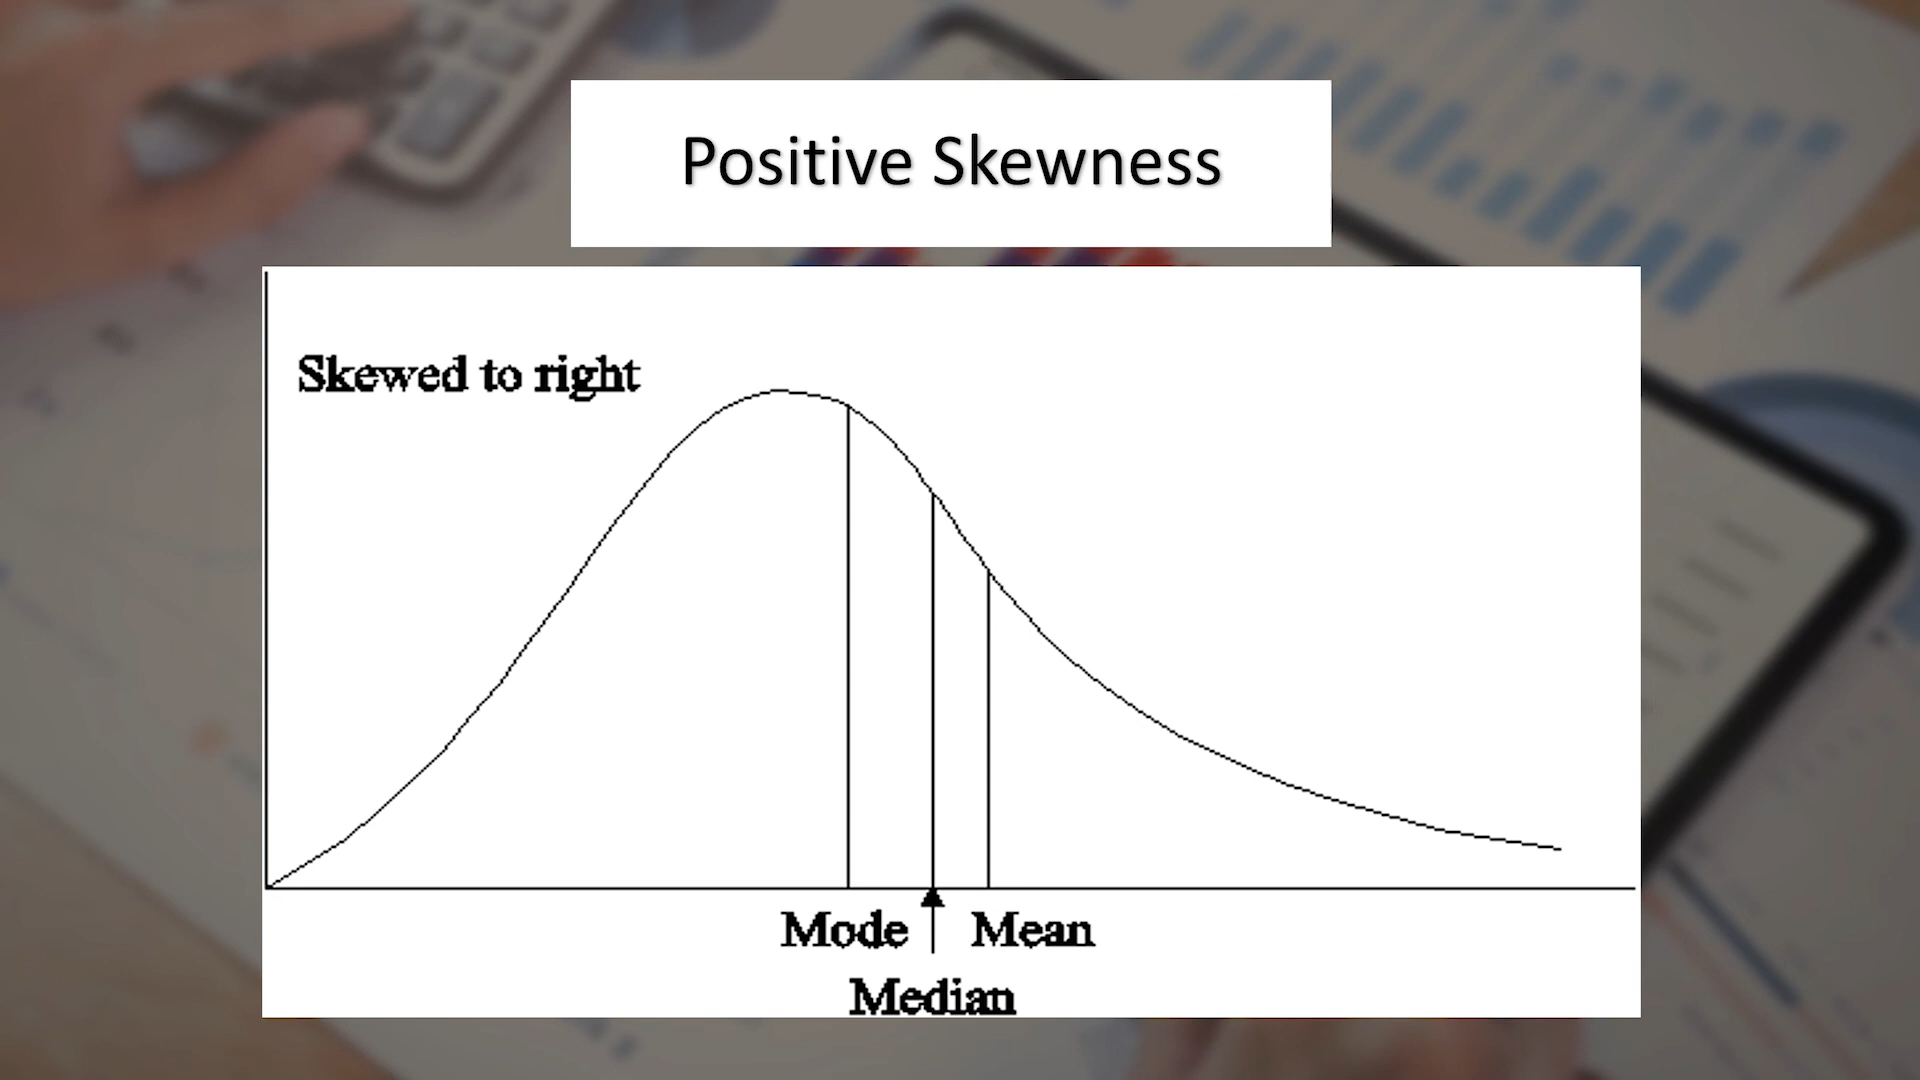 Positive Skewness
Skewed to right
Mode
Mean
Median